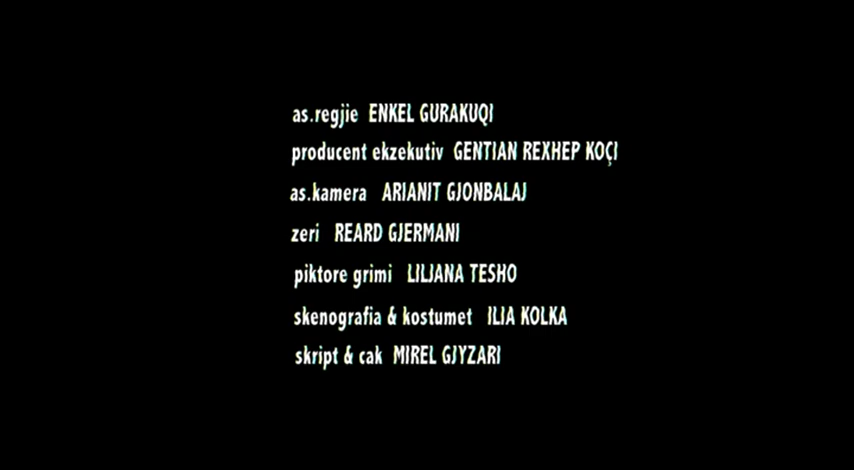 as.regjie ENKEL GURAKUQI
producent ekzekutiv GENTIAN REXHEP KOÇI
as.kamera ARIANIT GJONBALAJ
zeri REARD GJERMANI
piktore grimi LILJANA TESHO
skenografia & kostumet ILIA KOLKA
skript & cak MIREL GJYZARI